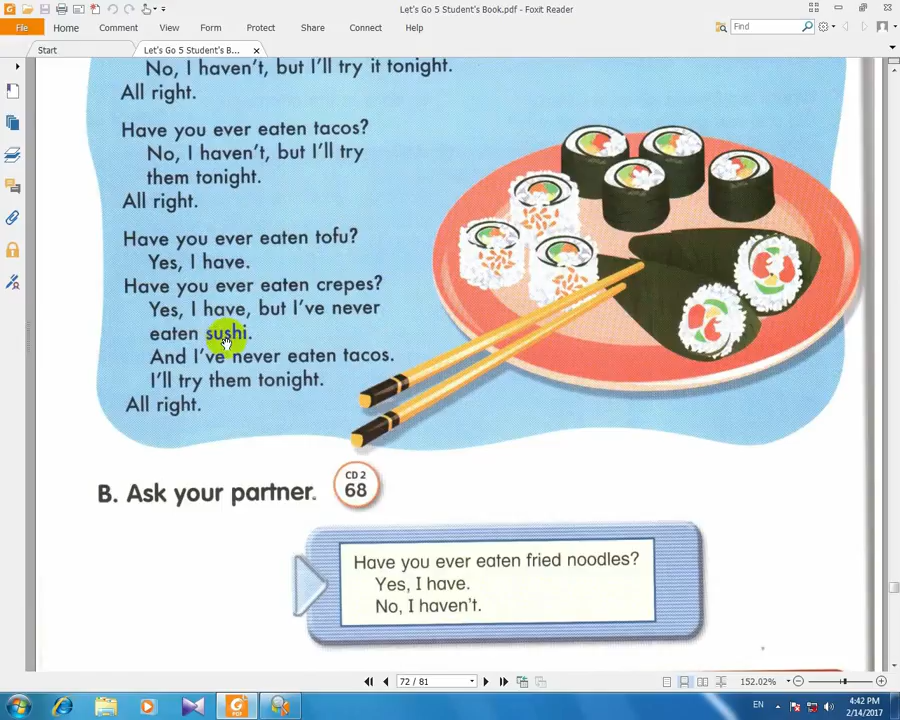 Let's Go 5 Student's Book.pdf - Foxit Reader
File Home Comment View Form Protect Share Connect Help Find
Start Let's Go 5 Student's B...
No, I haven't, but I'll try it tonight.
All right.
Have you ever eaten tacos?
No, I haven't, but I'll try
them tonight.
All right.
Have you ever eaten tofu?
Yes, I have.
Have you ever eaten crepes?
Yes, I have, but I've never
eaten sushi.
And I've never eaten tacos.
I'll try them tonight.
All right.
B. Ask your partner.
CD 2
68
Have you ever eaten fried noodles?
Yes, I have.
No, I haven't.
72 / 81
152.02%
EN
4:42 PM
2/14/2017